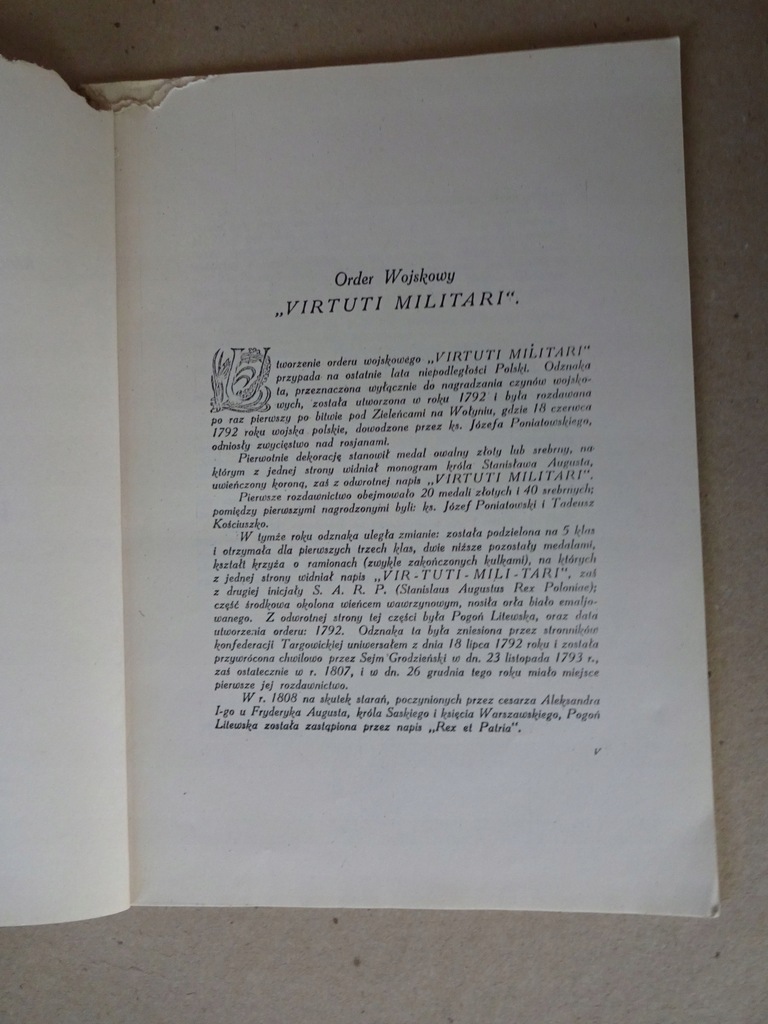 Order Wojskowy
„VIRTUTI MILITARI“.
Utworzenie orderu wojskowego „VIRTUTI MILITARI“
przypada na ostatnie lata niepodległości Polski. Odznaka
ta, przeznaczona wyłącznie do nagradzania czynów wojsko-
wych, została utworzona w roku 1792 i była rozdawana
po raz pierwszy po bitwie pod Zieleńcami na Wołyniu, gdzie 18 czerwca
1792 roku wojska polskie, dowodzone przez ks. Józefa Poniatowskiego,
odniosły zwycięstwo nad rosjanami.
Pierwotnie dekorację stanowił medal owalny złoty lub srebrny, na
którym z jednej strony widniał monogram króla Stanisława Augusta,
uwieńczony koroną, zaś z odwrotnej napis „VIRTUTI MILITARI“.
Pierwsze rozdawnictwo obejmowało 20 medali złotych i 40 srebrnych;
pomiędzy pierwszymi nagrodzonymi byli: ks. Józef Poniatowski i Tadeusz
Kościuszko.
W tymże roku odznaka uległa zmianie: została podzielona na 5 klas
i otrzymała dla pierwszych trzech klas, dwie niższe pozostały medalami,
kształt krzyża o ramionach (zwykle zakończonych kulkami), na których
z jednej strony widniał napis „VIR-TUTI-MILI-TARI“, zaś
z drugiej inicjały S. A. R. P. (Stanislaus Augustus Rex Poloniae);
część środkowa okolona wieńcem wawrzynowym, nosiła orła biało emaljo-
wanego. Z odwrotnej strony tej części była Pogoń Litewska, oraz data
utworzenia orderu: 1792. Odznaka ta była zniesiona przez stronników
konfederacji Targowickiej uniwersałem z dnia 18 lipca 1792 roku i została
przywrócona chwilowo przez Sejm Grodzieński w dn. 23 listopada 1793 r.,
zaś ostatecznie w r. 1807, i w dn. 26 grudnia tego roku miało miejsce
pierwsze jej rozdawnictwo.
W r. 1808 na skutek starań, poczynionych przez cesarza Aleksandra
I-go u Fryderyka Augusta, króla Saskiego i księcia Warszawskiego, Pogoń
Litewska została zastąpiona przez napis „Rex et Patria“.
V